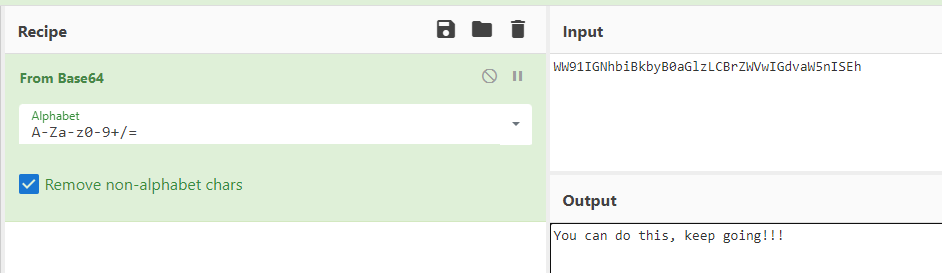 Recipe
From Base64
Alphabet
A-Za-z0-9+/=
Remove non-alphabet chars
Input
WW91IGNhbiBkbyB0aGlzLCBrZWVwIGdvaW5nISEh
Output
You can do this, keep going!!!